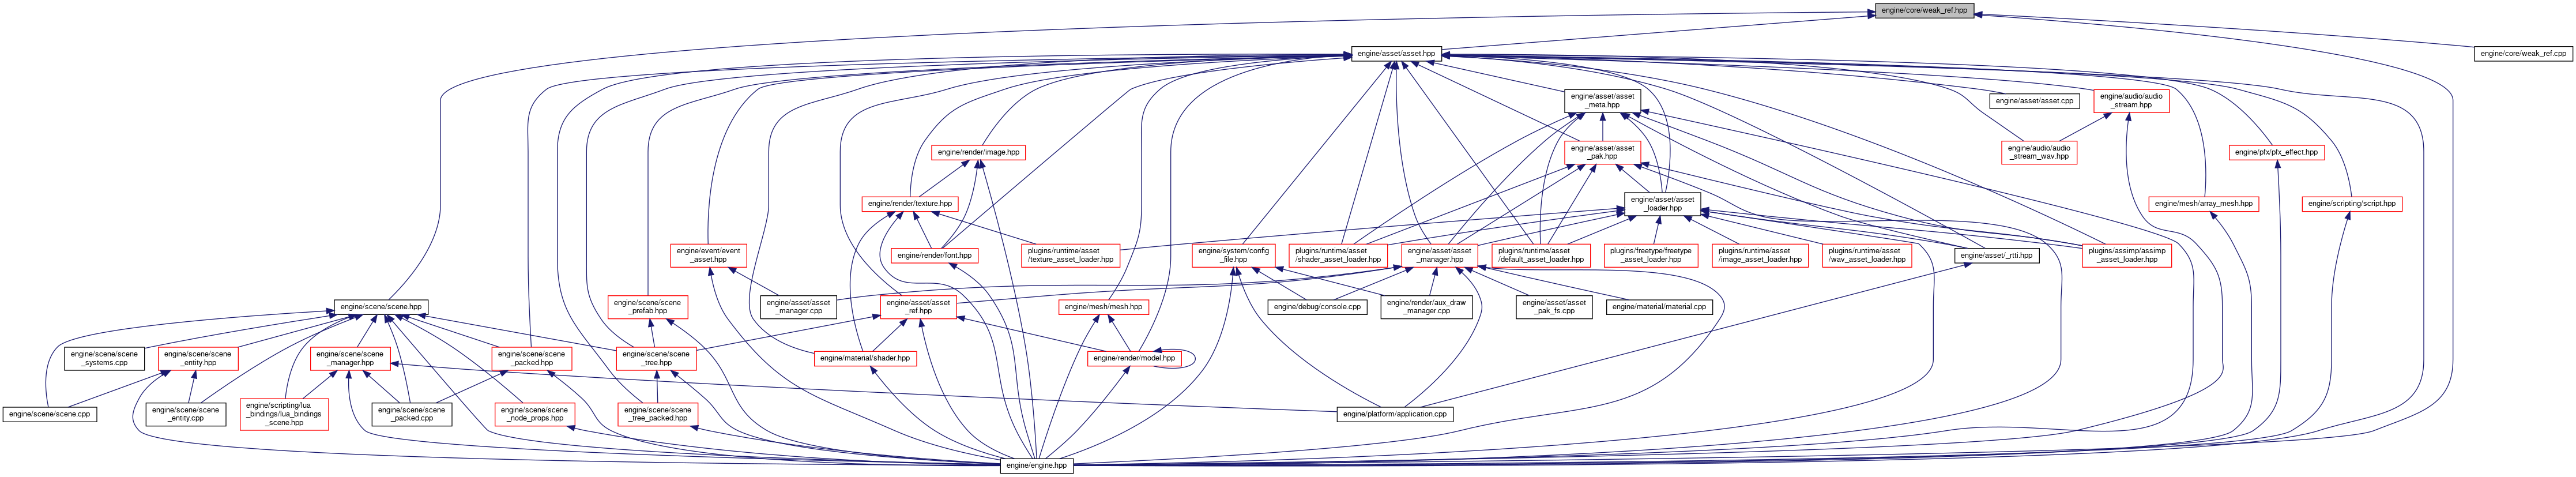 engine/core/weak_ref.hpp
engine/asset/asset.hpp
engine/core/weak_ref.cpp
engine/asset/asset
_meta.hpp
engine/asset/asset.cpp
engine/audio/audio
_stream.hpp
engine/render/image.hpp
engine/asset/asset
_pak.hpp
engine/audio/audio
_stream_wav.hpp
engine/pfx/pfx_effect.hpp
engine/render/texture.hpp
engine/asset/asset
_loader.hpp
engine/mesh/array_mesh.hpp
engine/scripting/script.hpp
engine/event/event
_asset.hpp
engine/render/font.hpp
plugins/runtime/asset
/texture_asset_loader.hpp
engine/system/config
_file.hpp
plugins/runtime/asset
/shader_asset_loader.hpp
engine/asset/asset
_manager.hpp
plugins/runtime/asset
/default_asset_loader.hpp
plugins/freetype/freetype
_asset_loader.hpp
plugins/runtime/asset
/image_asset_loader.hpp
plugins/runtime/asset
/wav_asset_loader.hpp
engine/asset/_rtti.hpp
plugins/assimp/assimp
_asset_loader.hpp
engine/scene/scene.hpp
engine/scene/scene
_prefab.hpp
engine/asset/asset
_manager.cpp
engine/asset/asset
_ref.hpp
engine/mesh/mesh.hpp
engine/debug/console.cpp
engine/render/aux_draw
_manager.cpp
engine/asset/asset
_pak_fs.cpp
engine/material/material.cpp
engine/scene/scene
_systems.cpp
engine/scene/scene
_entity.hpp
engine/scene/scene
_manager.hpp
engine/scene/scene
_packed.hpp
engine/scene/scene
_tree.hpp
engine/material/shader.hpp
engine/render/model.hpp
engine/scene/scene.cpp
engine/scene/scene
_entity.cpp
engine/scripting/lua
_bindings/lua_bindings
_scene.hpp
engine/scene/scene
_packed.cpp
engine/scene/scene
_node_props.hpp
engine/scene/scene
_tree_packed.hpp
engine/platform/application.cpp
engine/engine.hpp